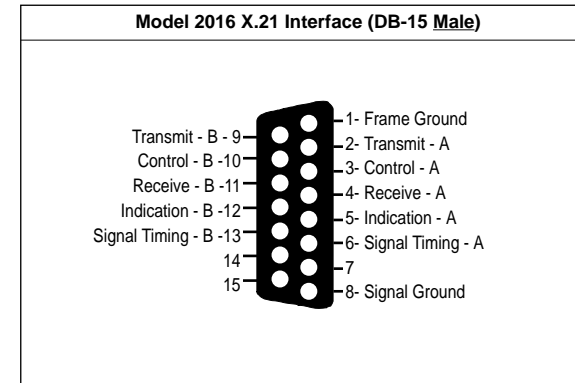 Model 2016 X.21 Interface (DB-15 Male)
Transmit - B - 9
Control - B -10
Receive - B -11
Indication - B -12
Signal Timing - B -13
14
15
1- Frame Ground
2- Transmit - A
3- Control - A
4- Receive - A
5- Indication - A
6- Signal Timing - A
7
8- Signal Ground